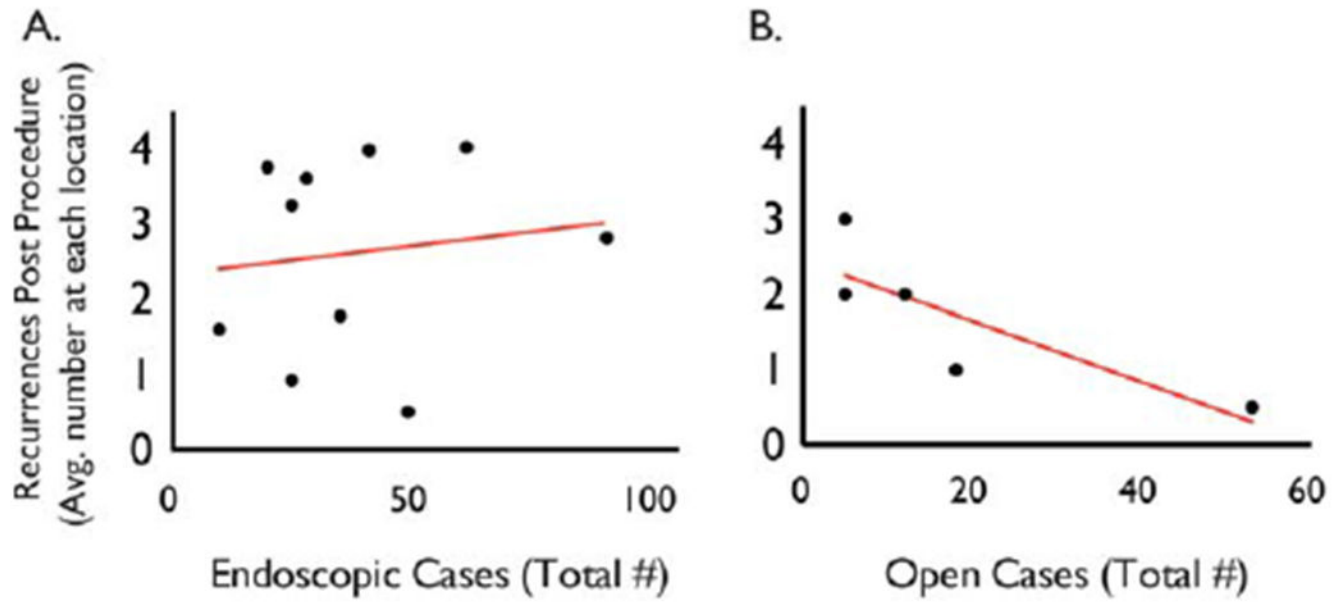 A.
Recurrences Post Procedure
(Avg. number at each location)
4
3
2
1
0
0 50 100
Endoscopic Cases (Total #)
B.
4
3
2
1
0
0 20 40 60
Open Cases (Total #)